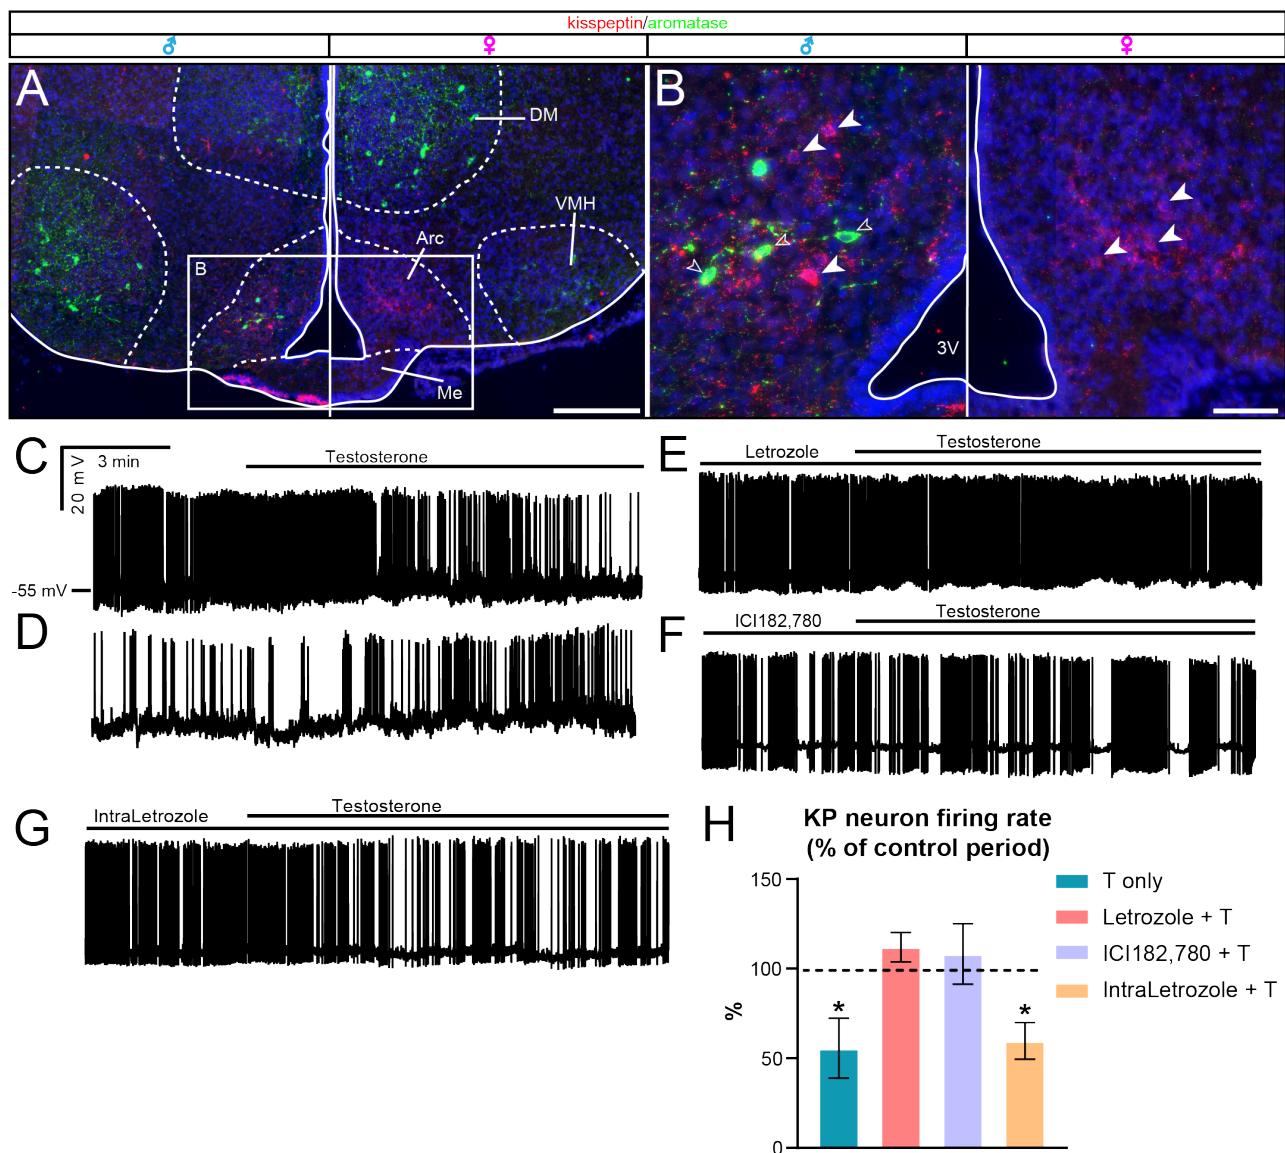 kisspeptin/aromatase
♂ ♀ ♂ ♀
A
DM
VMH
Arc
B
Me
B
3V
C
3 min
20 mV
Testosterone
-55 mV
D
E
Letrozole
Testosterone
F
ICI182,780
Testosterone
G
IntraLetrozole
Testosterone
H
KP neuron firing rate
(% of control period)
%
150
100
50
0
*
*
T only
Letrozole + T
ICI182,780 + T
IntraLetrozole + T